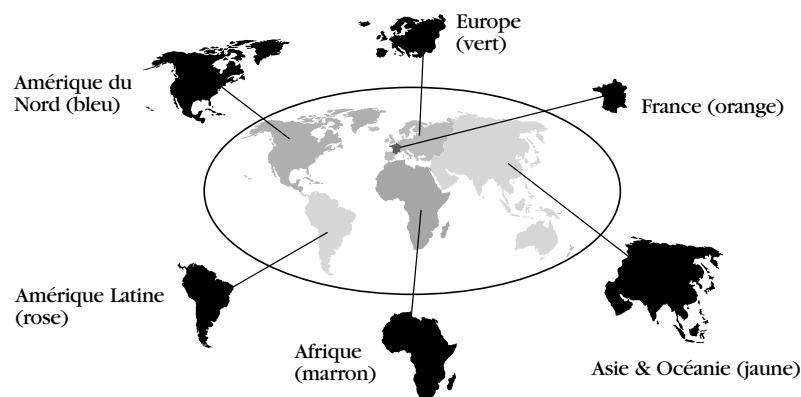 Europe
(vert)
Amérique du
Nord (bleu)
France (orange)
Amérique Latine
(rose)
Afrique
(marron)
Asie & Océanie (jaune)